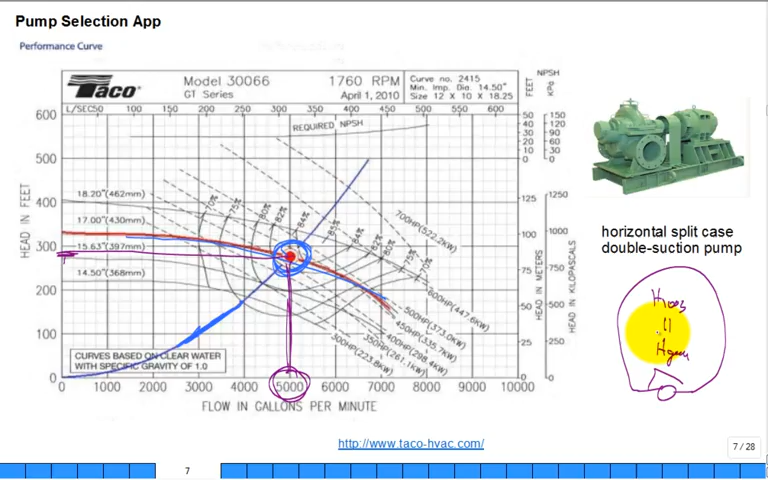 Pump Selection App
Performance Curve
Taco
Model 30066 1760 RPM
GT Series April 1, 2010
Curve no. 2415
Min. Imp. Dia. 14.50"
Size 12 X 10 X 18.25
FEET NPSH KPa
L/SEC 50 100 150 200 250 300 350 400 450 500 550 600
REQUIRED NPSH
50 40 30 20 10 0
150 120 90 60 30 0
HEAD IN FEET
600
500
400
300
200
100
0
18.20"(462mm)
17.00"(430mm)
15.63"(397mm)
14.50"(368mm)
70% 75% 80% 82% 84% 85%
84% 82% 80% 75% 70%
700HP(522.2KW)
600HP(447.6KW)
500HP(373.0KW)
450HP(335.7KW)
400HP(298.4KW)
350HP(261.1KW)
300HP(223.8KW)
125 100 75 50 25 0
HEAD IN METERS
1250 1000 750 500 250 0
HEAD IN KILOPASCALS
CURVES BASED ON CLEAR WATER
WITH SPECIFIC GRAVITY OF 1.0
0 1000 2000 3000 4000 5000 6000 7000 8000 9000 10000
FLOW IN GALLONS PER MINUTE
horizontal split case
double-suction pump
http://www.taco-hvac.com/
7 / 28
7